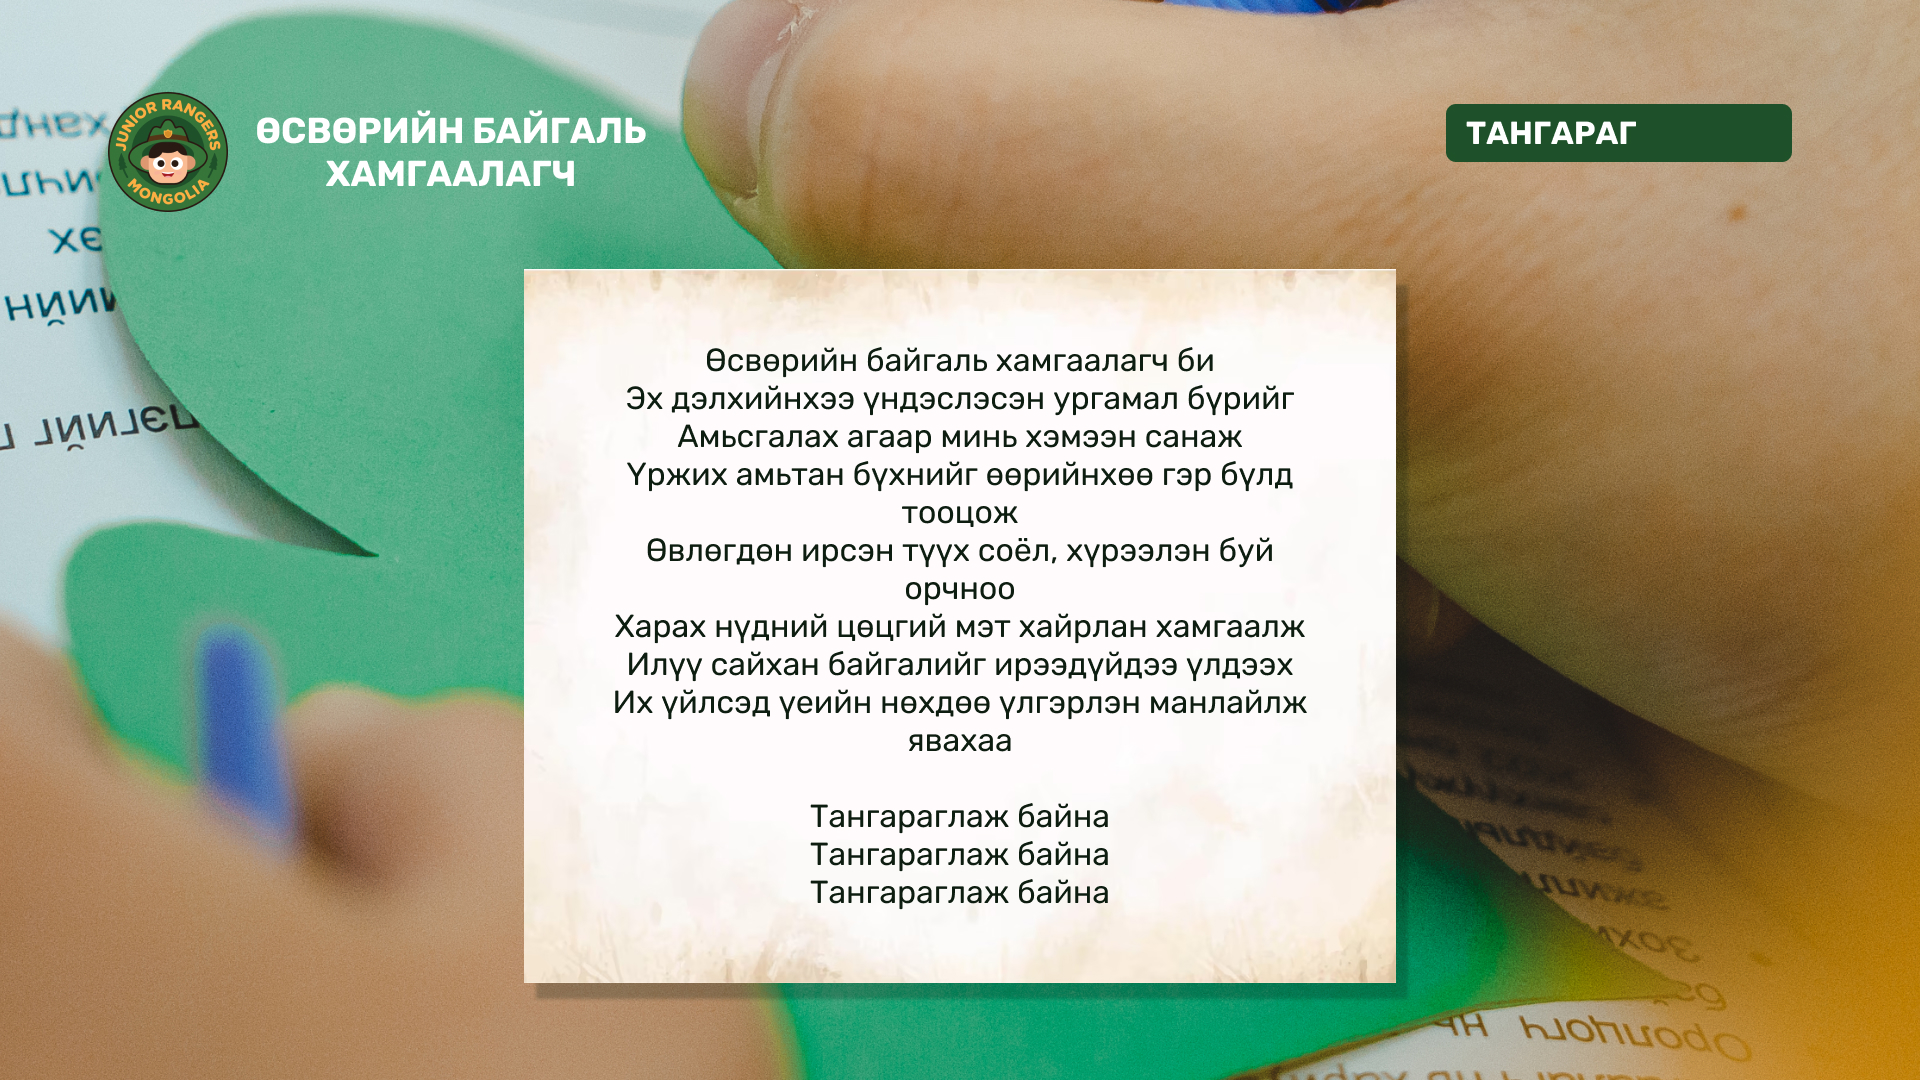 JUNIOR RANGERS
MONGOLIA
ӨСВӨРИЙН БАЙГАЛЬ
ХАМГААЛАГЧ
ТАНГАРАГ
Өсвөрийн байгаль хамгаалагч би
Эх дэлхийнхээ үндэслэсэн ургамал бүрийг
Амьсгалах агаар минь хэмээн санаж
Үржих амьтан бүхнийг өөрийнхөө гэр бүлд
тооцож
Өвлөгдөн ирсэн түүх соёл, хүрээлэн буй
орчноо
Харах нүдний цөцгий мэт хайрлан хамгаалж
Илүү сайхан байгалийг ирээдүйдээ үлдээх
Их үйлсэд үеийн нөхдөө үлгэрлэн манлайлж
явахаа
Тангараглаж байна
Тангараглаж байна
Тангараглаж байна